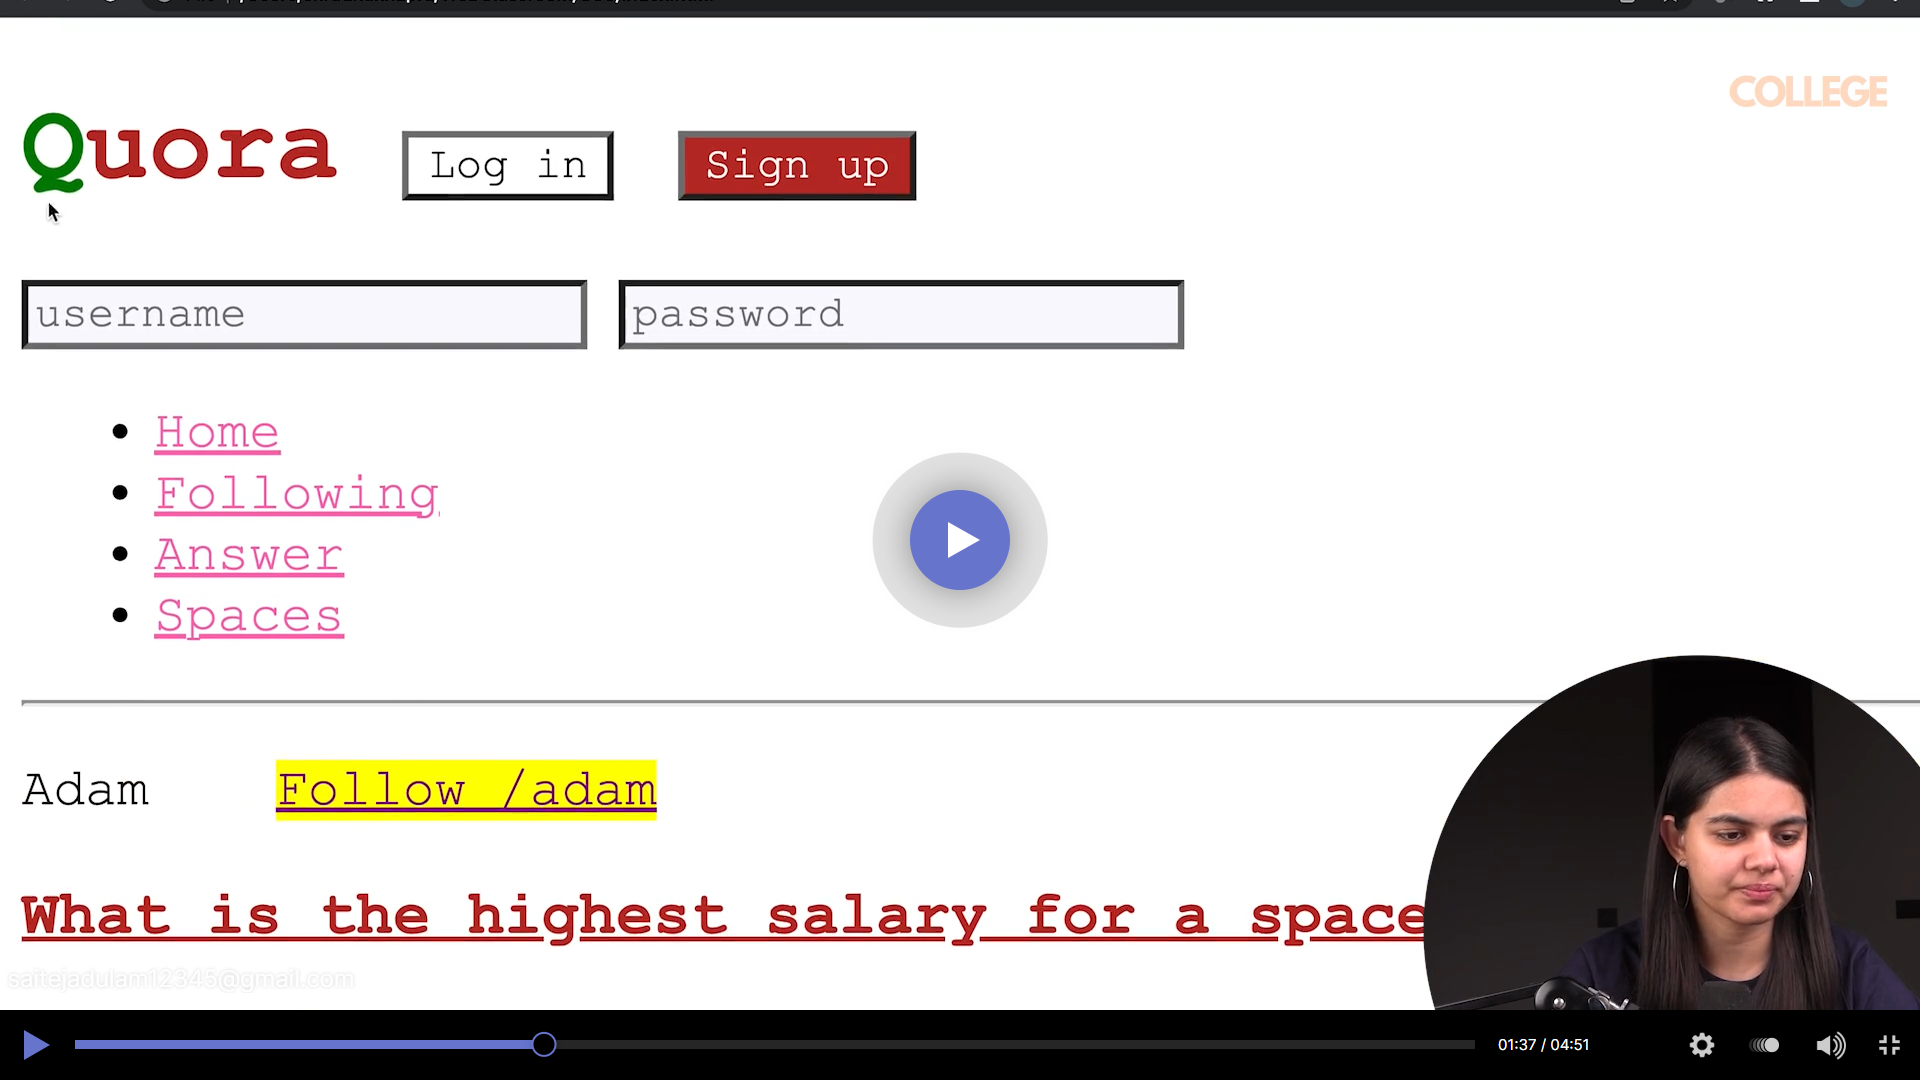 COLLEGE
Quora Log in Sign up
username password
Home
Following
Answer
Spaces
Adam Follow /adam
What is the highest salary for a space
saitejadulam12345@gmail.com
01:37 / 04:51